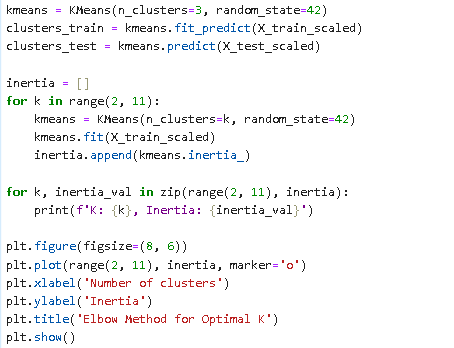 kmeans = KMeans(n_clusters=3, random_state=42)
clusters_train = kmeans.fit_predict(X_train_scaled)
clusters_test = kmeans.predict(X_test_scaled)

inertia = []
for k in range(2, 11):
    kmeans = KMeans(n_clusters=k, random_state=42)
    kmeans.fit(X_train_scaled)
    inertia.append(kmeans.inertia_)

for k, inertia_val in zip(range(2, 11), inertia):
    print(f'K: {k}, Inertia: {inertia_val}')

plt.figure(figsize=(8, 6))
plt.plot(range(2, 11), inertia, marker='o')
plt.xlabel('Number of clusters')
plt.ylabel('Inertia')
plt.title('Elbow Method for Optimal K')
plt.show()